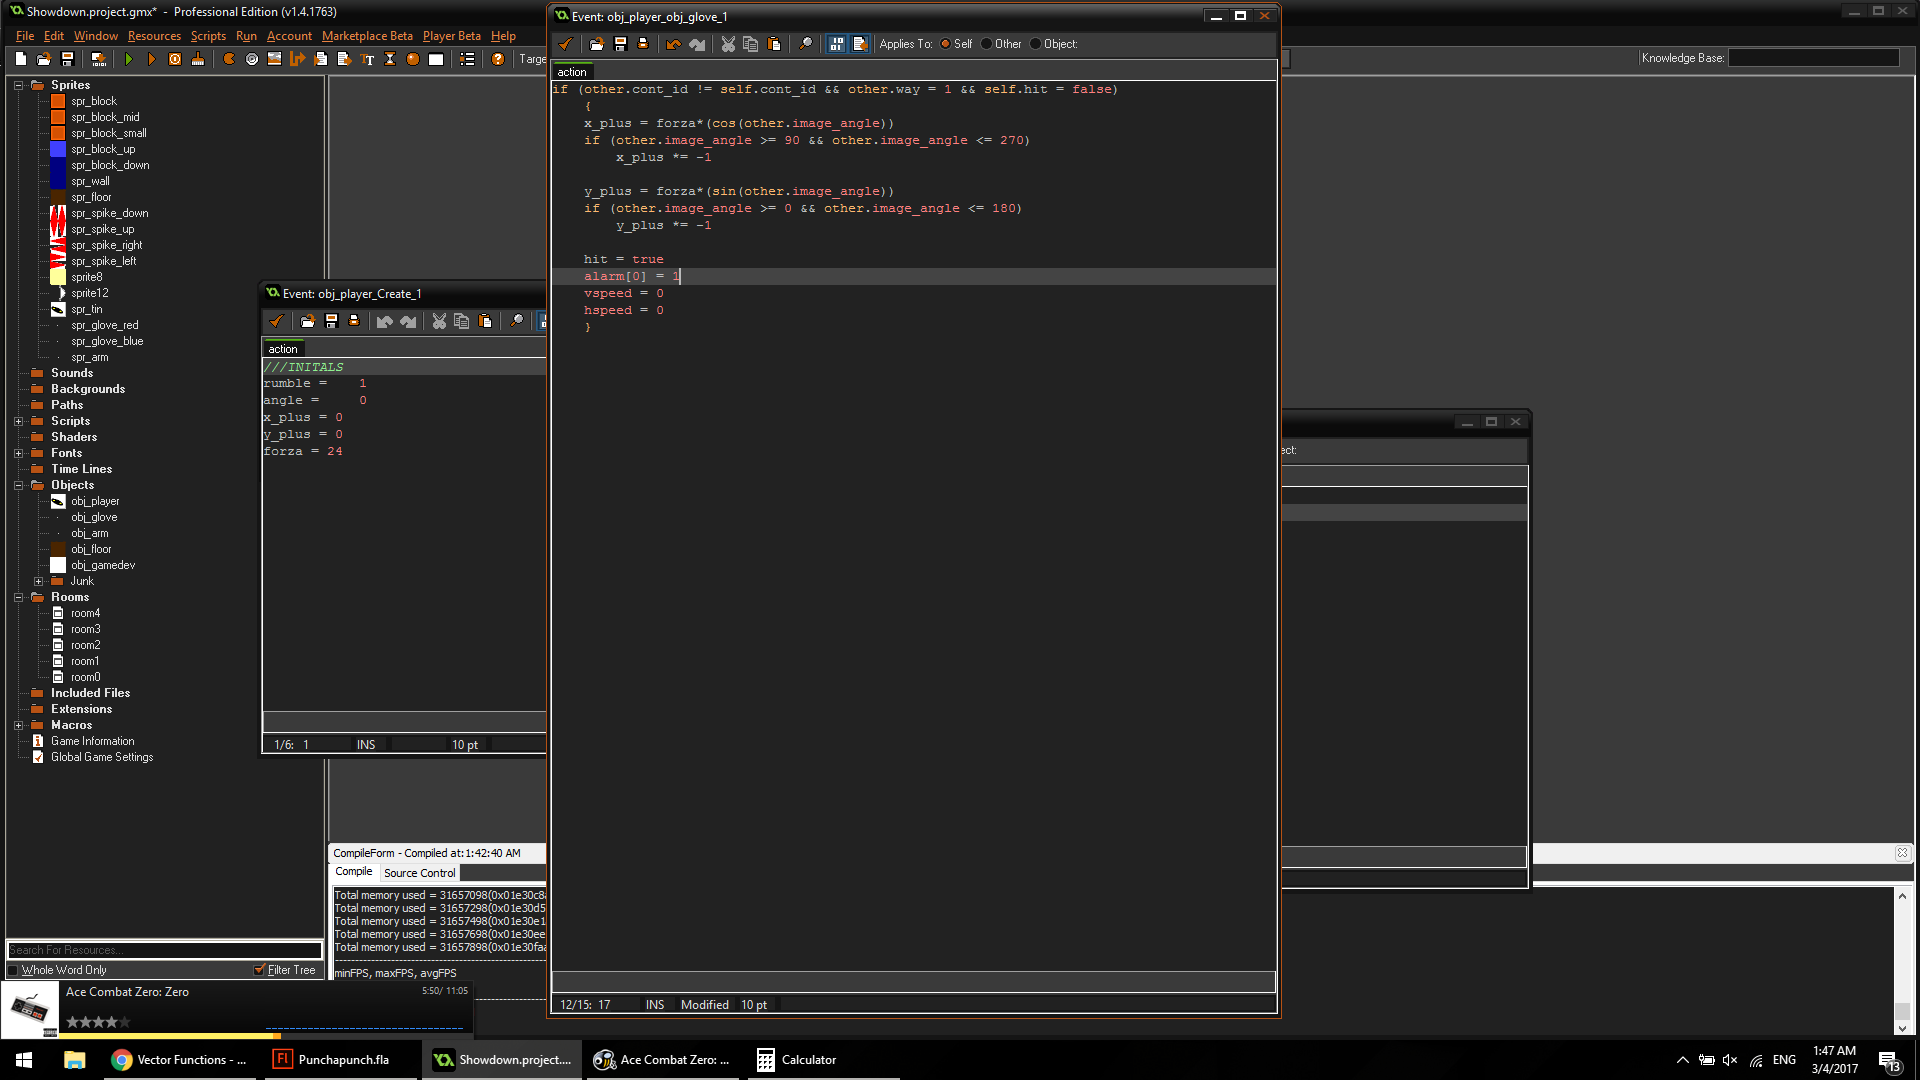 Showdown.project.gmx*  -  Professional Edition (v1.4.1763)
File Edit Window Resources Scripts Run Account Marketplace Beta Player Beta Help
Knowledge Base:
Sprites
spr_block
spr_block_mid
spr_block_small
spr_block_up
spr_block_down
spr_wall
spr_floor
spr_spike_down
spr_spike_up
spr_spike_right
spr_spike_left
sprite8
sprite12
spr_tin
spr_glove_red
spr_glove_blue
spr_arm
Sounds
Backgrounds
Paths
Scripts
Shaders
Fonts
Time Lines
Objects
obj_player
obj_glove
obj_arm
obj_floor
obj_gamedev
Junk
Rooms
room4
room3
room2
room1
room0
Included Files
Extensions
Macros
Game Information
Global Game Settings
Search For Resources...
Whole Word Only Filter Tree
Event: obj_player_Create_1
action
///INITALS
rumble =    1
angle =     0
x_plus = 0
y_plus = 0
forza = 24
1/6:  1 INS 10 pt
Event: obj_player_obj_glove_1
Applies To: Self Other Object:
action
if (other.cont_id != self.cont_id && other.way = 1 && self.hit = false)
{
x_plus = forza*(cos(other.image_angle))
if (other.image_angle >= 90 && other.image_angle <= 270)
x_plus *= -1
y_plus = forza*(sin(other.image_angle))
if (other.image_angle >= 0 && other.image_angle <= 180)
y_plus *= -1
hit = true
alarm[0] = 1
vspeed = 0
hspeed = 0
}
12/15:  17 INS Modified 10 pt
ect:
CompileForm - Compiled at:1:42:40 AM
Compile Source Control
Total memory used = 31657098(0x01e30c8a
Total memory used = 31657298(0x01e30d5
Total memory used = 31657498(0x01e30e1
Total memory used = 31657698(0x01e30ee
Total memory used = 31657898(0x01e30faa
minFPS, maxFPS, avgFPS
Ace Combat Zero: Zero 5:50/ 11:05
Vector Functions - ... Punchapunch.fla Showdown.project.... Ace Combat Zero: ... Calculator
ENG 1:47 AM
3/4/2017
13